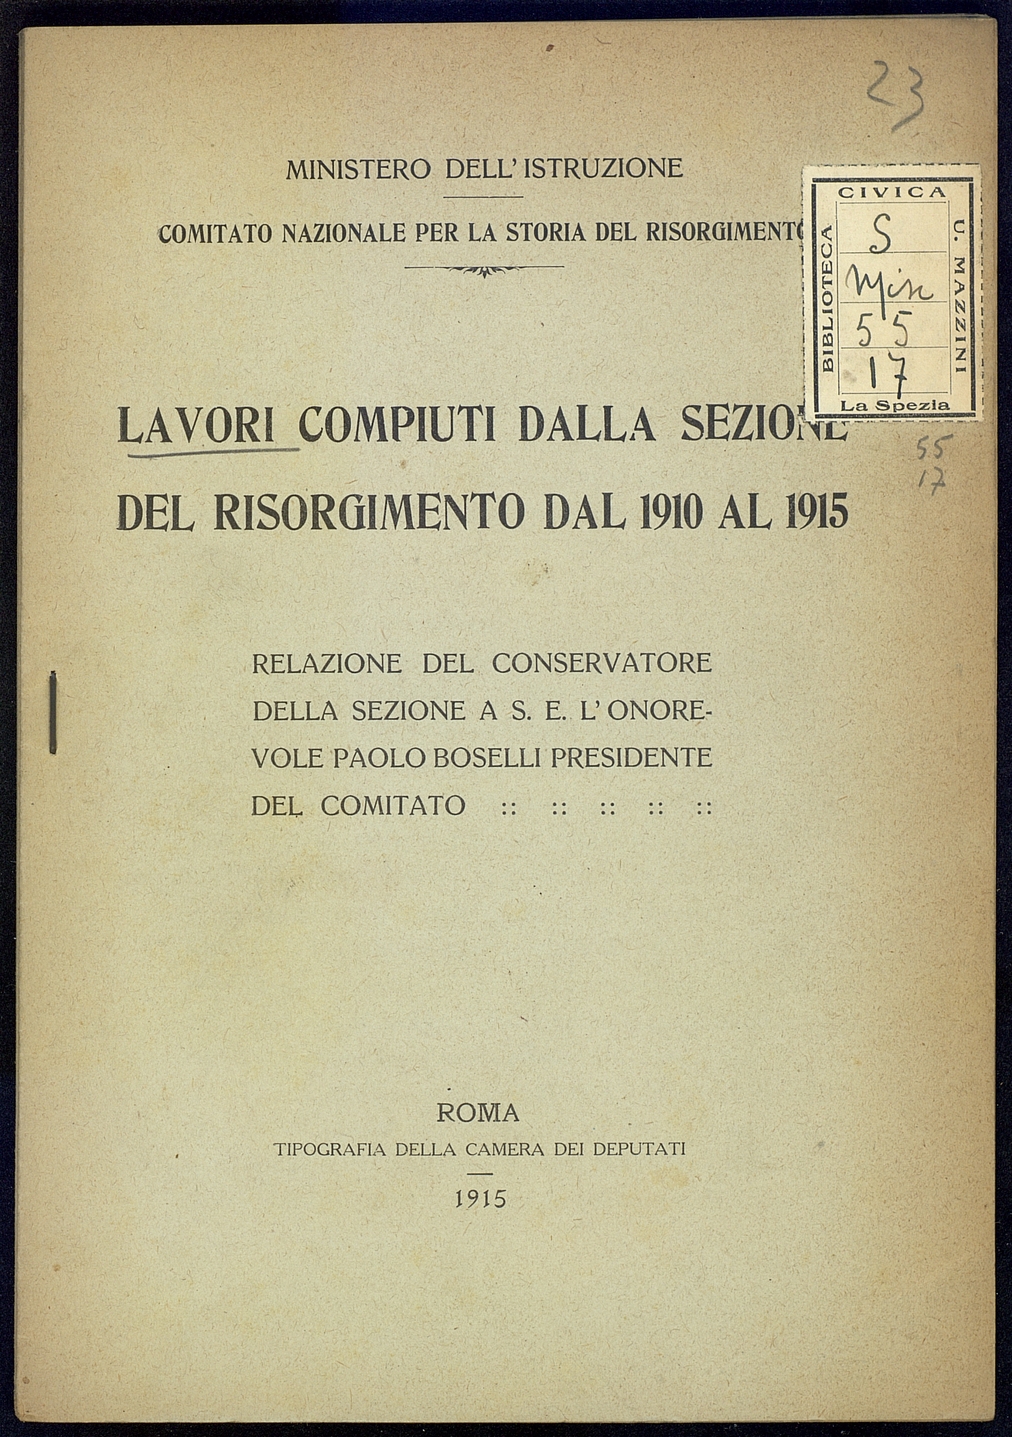 23
MINISTERO DELL' ISTRUZIONE
COMITATO NAZIONALE PER LA STORIA DEL RISORGIMENTO
CIVICA
BIBLIOTECA
U. MAZZINI
S
Misc
55
17
La Spezia
LAVORI COMPIUTI DALLA SEZIONE
55
17
DEL RISORGIMENTO DAL 1910 AL 1915
RELAZIONE DEL CONSERVATORE
DELLA SEZIONE A S. E. L' ONORE-
VOLE PAOLO BOSELLI PRESIDENTE
DEL COMITATO :: :: :: :: ::
ROMA
TIPOGRAFIA DELLA CAMERA DEI DEPUTATI
1915